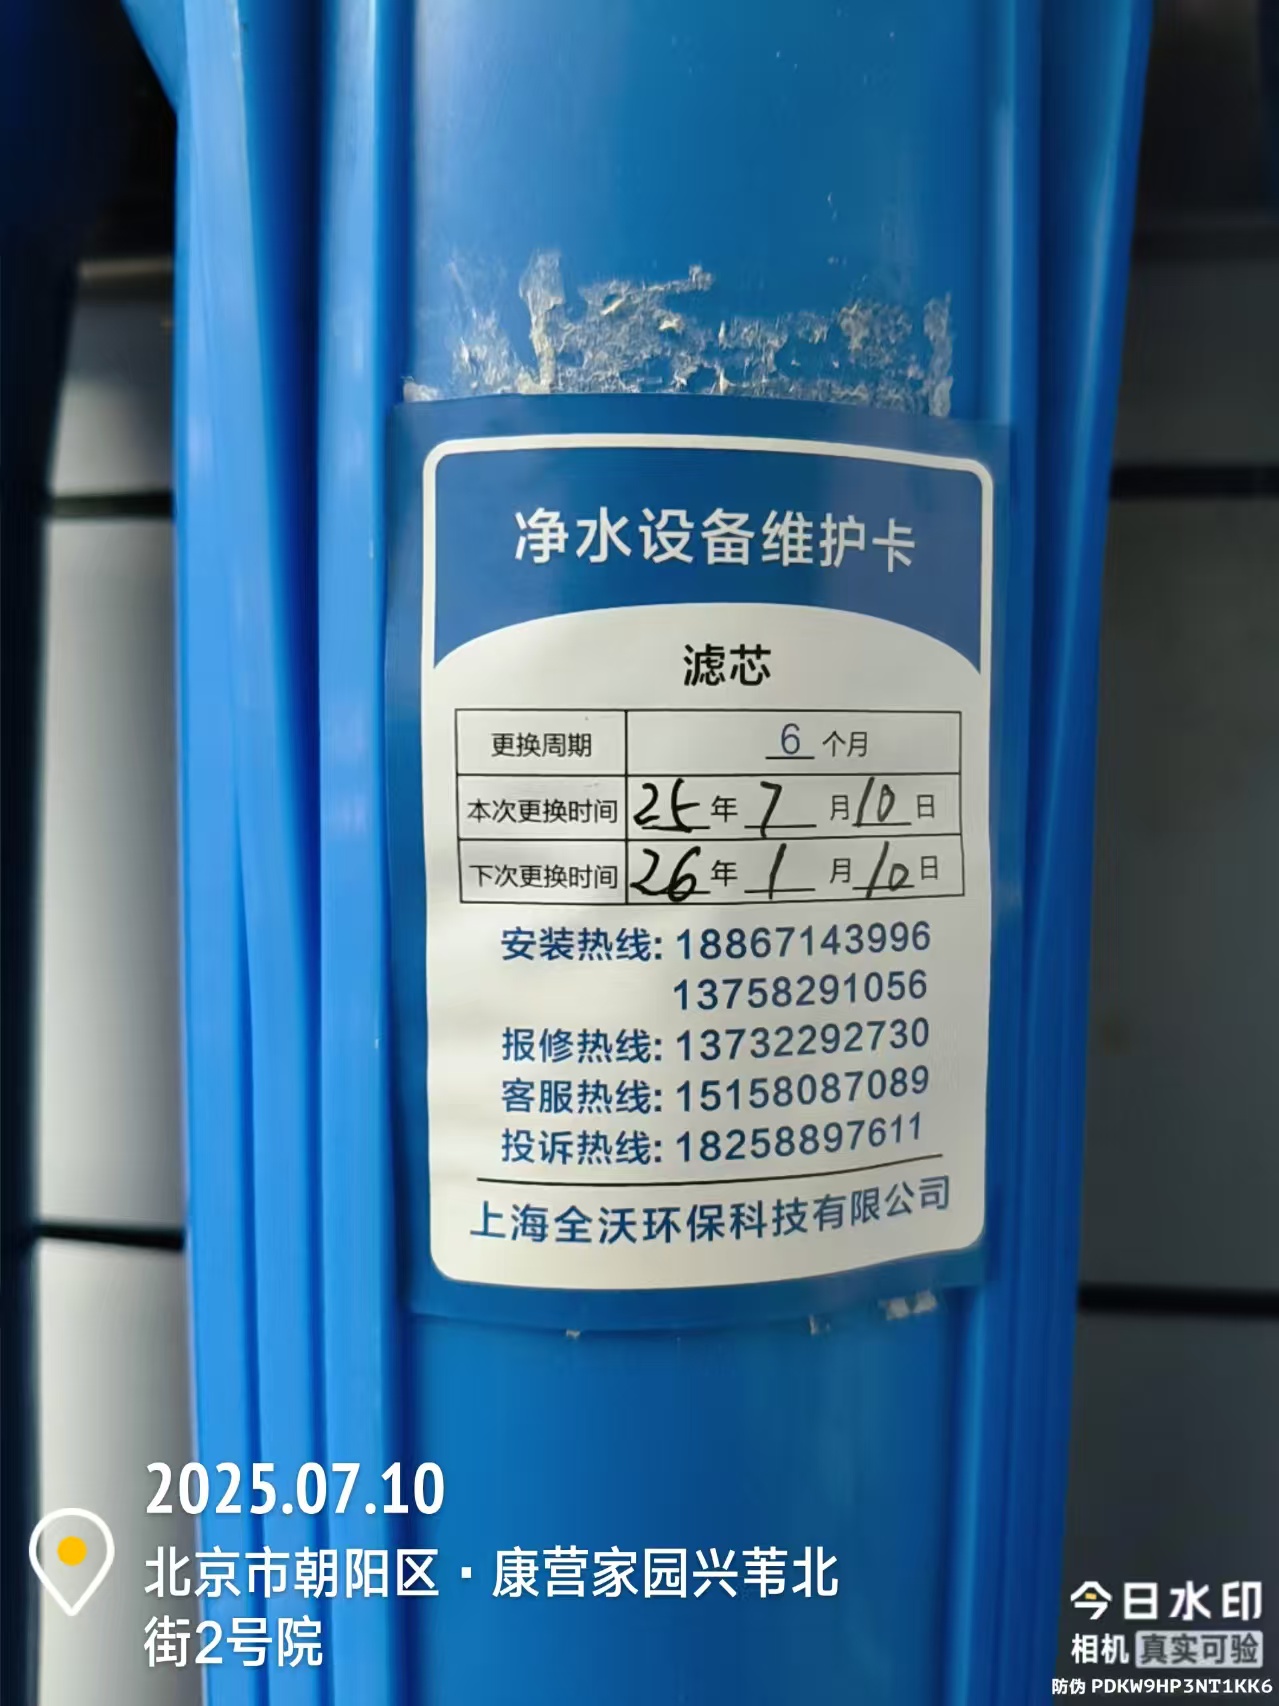 净水设备维护卡
滤芯
更换周期 6 个月
本次更换时间 25年 7 月 10 日
下次更换时间 26年 1 月 10 日
安装热线: 18867143996
13758291056
报修热线: 13732292730
客服热线: 15158087089
投诉热线: 18258897611
上海全沃环保科技有限公司
2025.07.10
北京市朝阳区·康营家园兴苇北
街2号院
今日水印
相机 真实可验
防伪 PDKW9HP3NT1KK6